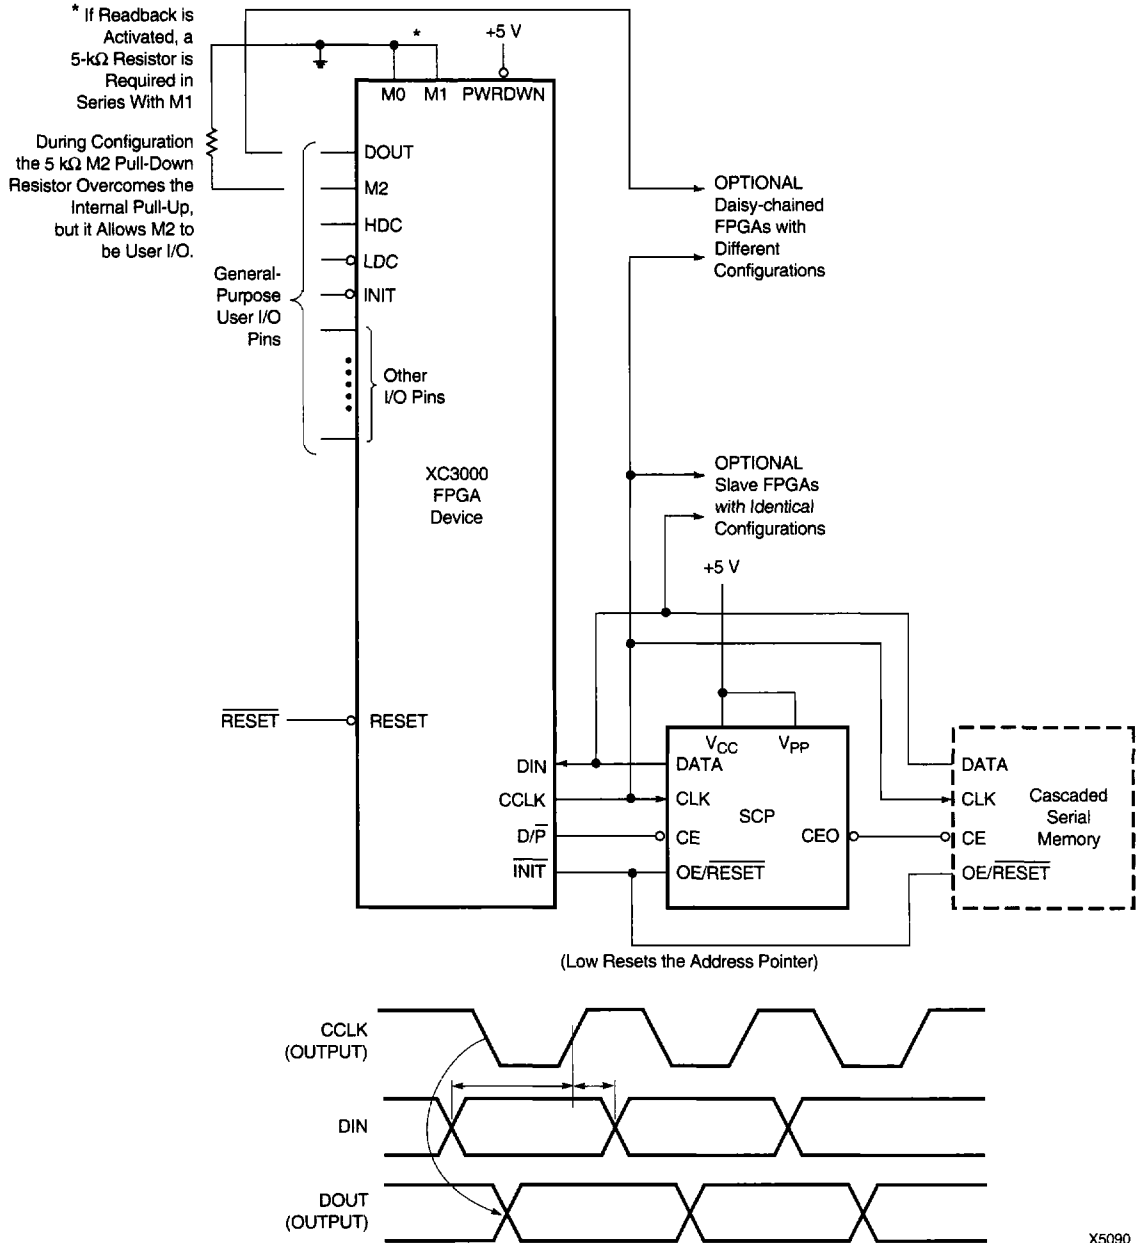 * If Readback is
Activated, a
5-kΩ Resistor is
Required in
Series With M1
During Configuration
the 5 kΩ M2 Pull-Down
Resistor Overcomes the
Internal Pull-Up,
but it Allows M2 to
be User I/O.
*
+5 V
M0 M1 PWRDWN
DOUT
M2
HDC
LDC
INIT
General-
Purpose
User I/O
Pins
Other
I/O Pins
XC3000
FPGA
Device
OPTIONAL
Daisy-chained
FPGAs with
Different
Configurations
OPTIONAL
Slave FPGAs
with Identical
Configurations
+5 V
RESET
RESET
DIN
CCLK
D/P
INIT
VCC VPP
DATA
CLK
SCP
CE
CEO
OE/RESET
DATA
CLK
CE
OE/RESET
Cascaded
Serial
Memory
(Low Resets the Address Pointer)
CCLK
(OUTPUT)
DIN
DOUT
(OUTPUT)
X5090